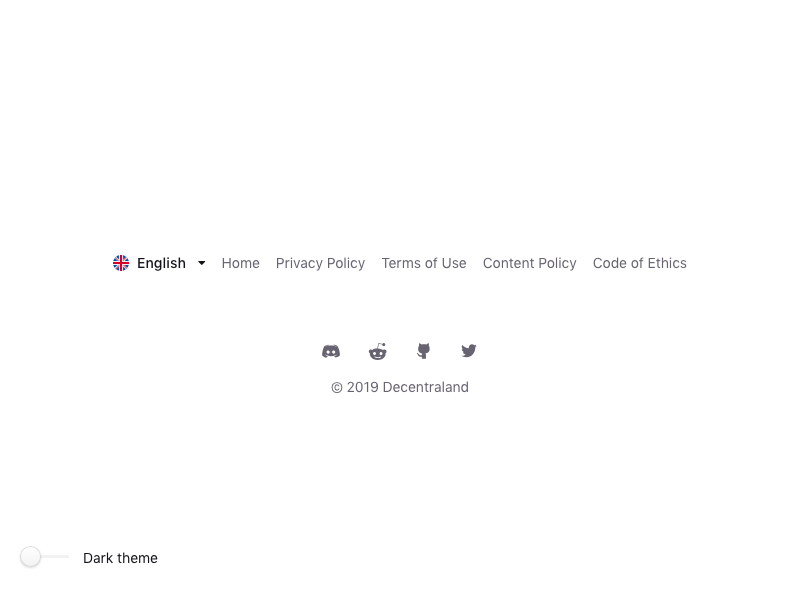 English Home Privacy Policy Terms of Use Content Policy Code of Ethics
© 2019 Decentraland
Dark theme